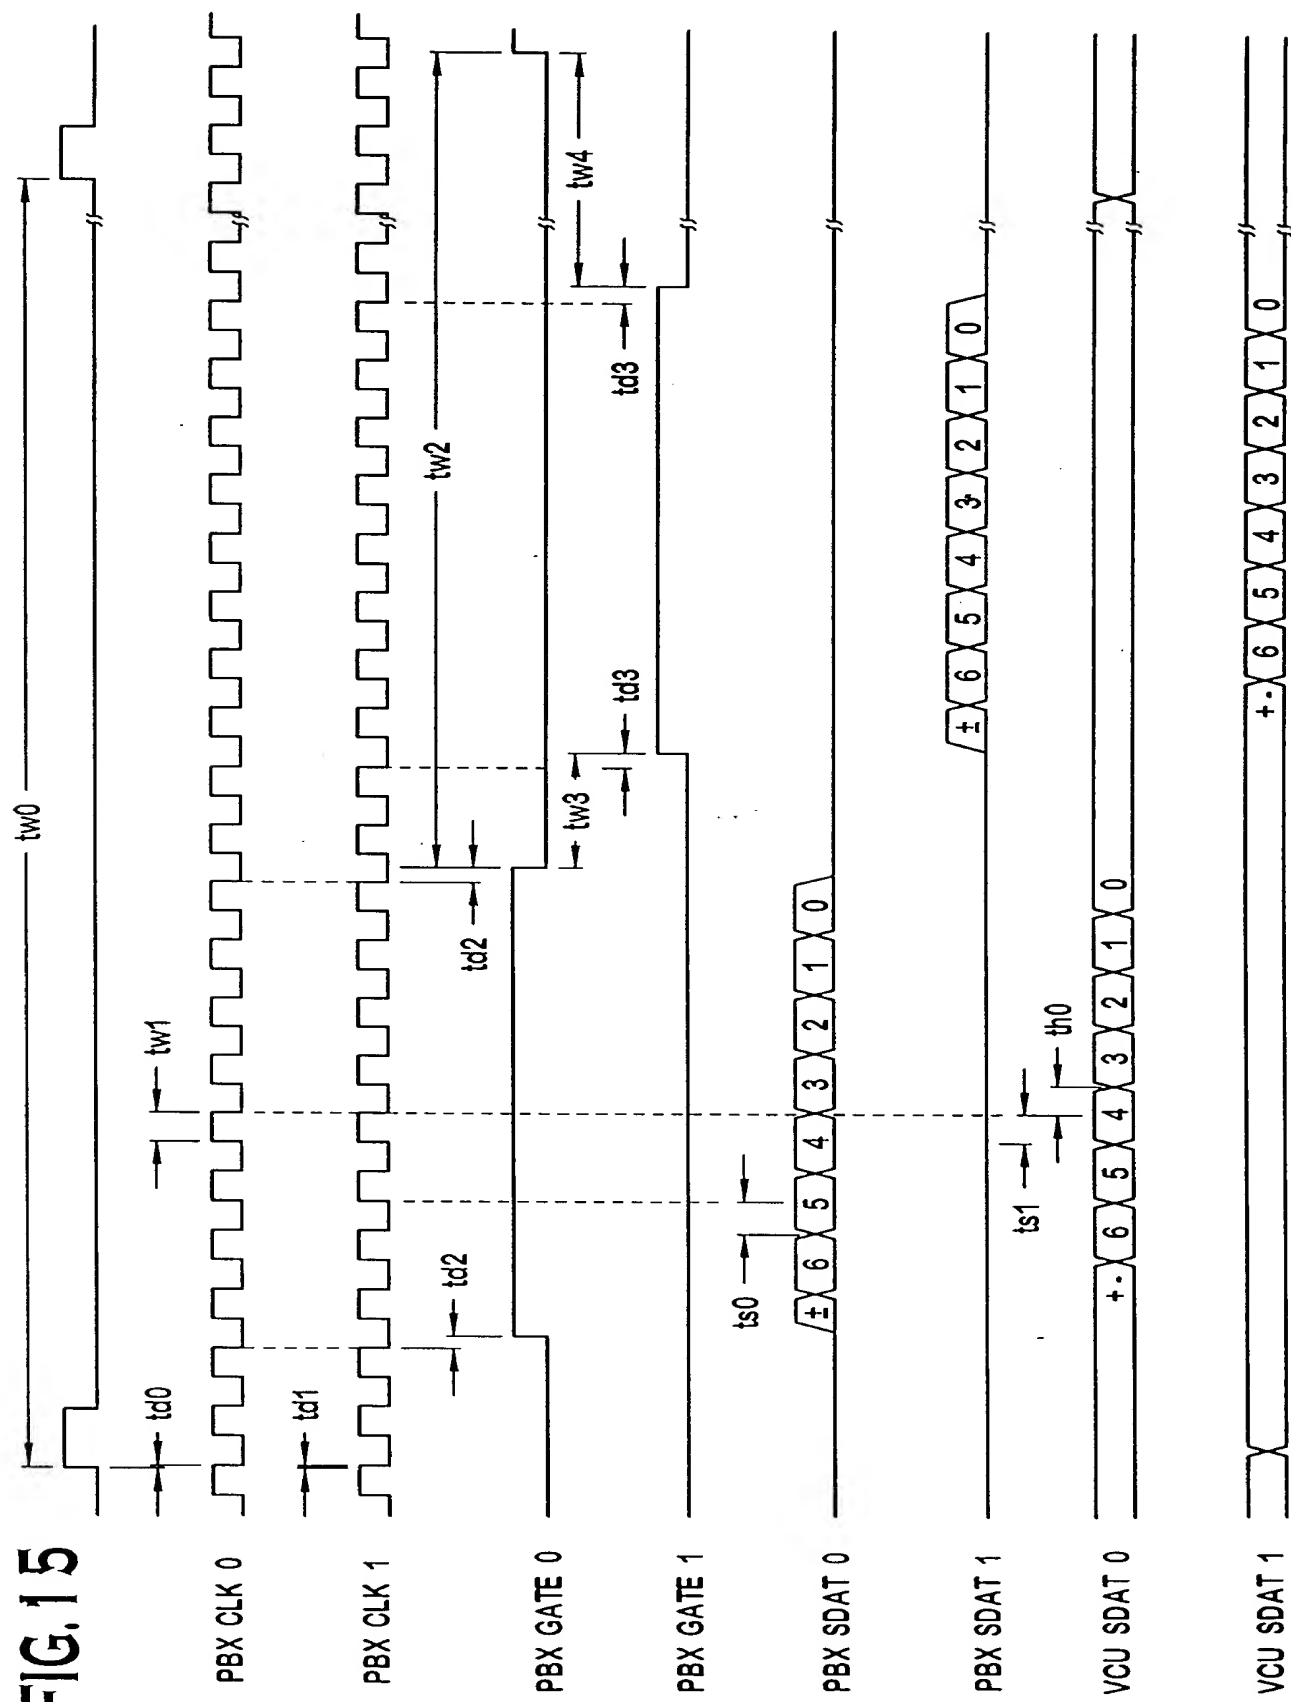 FIG. 15
tw0
td0
tw1
PBX CLK 0
td1
PBX CLK 1
td2
td2
tw2
PBX GATE 0
tw3
tw4
td3
td3
PBX GATE 1
ts0
PBX SDAT 0
± 6 5 4 3 2 1 0
PBX SDAT 1
± 6 5 4 3 2 1 0
ts1
th0
VCU SDAT 0
+- 6 5 4 3 2 1 0
VCU SDAT 1
+- 6 5 4 3 2 1 0